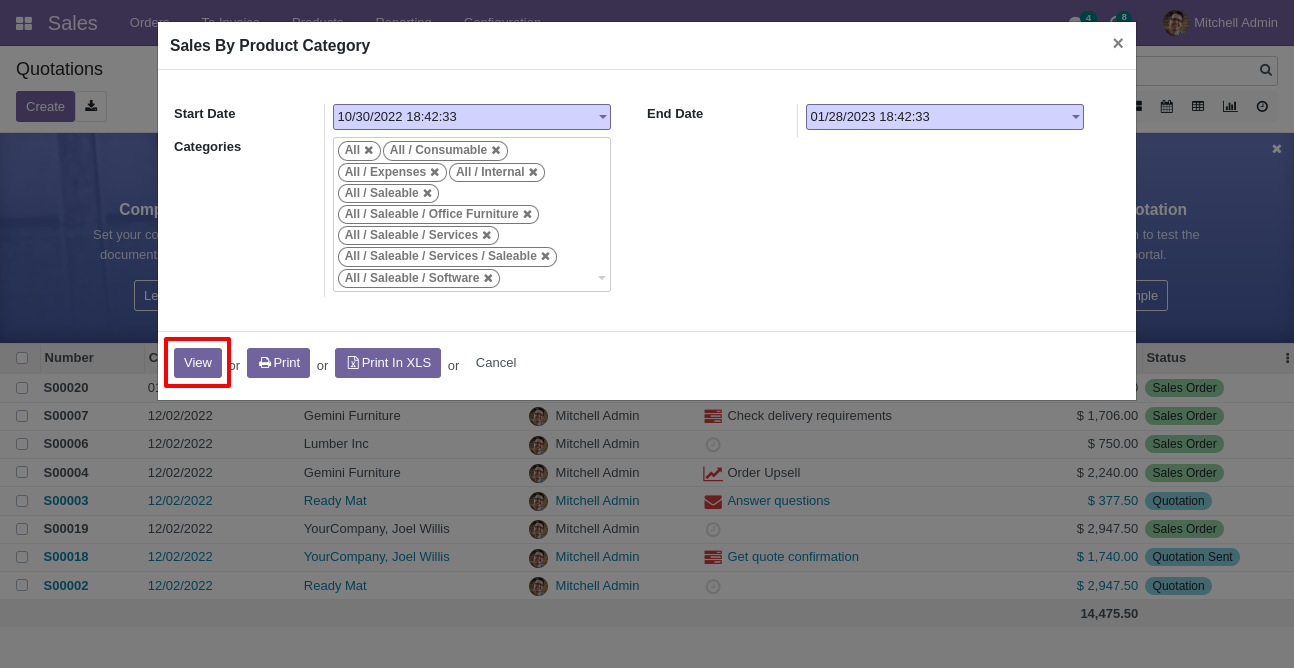 Sales Orders To Invoice Products Reporting Configuration 4 8 Mitchell Admin
Sales By Product Category ×
Quotations
Create
Start Date 10/30/2022 18:42:33 End Date 01/28/2023 18:42:33
Categories
All ✖ All / Consumable ✖
All / Expenses ✖ All / Internal ✖
All / Saleable ✖
All / Saleable / Office Furniture ✖
All / Saleable / Services ✖
All / Saleable / Services / Saleable ✖
All / Saleable / Software ✖
Comp
otation
Set your co
n to test the
document
ortal.
Le
mple
View or Print or Print In XLS or Cancel
Number C Status
S00020 0 Sales Order
S00007 12/02/2022 Gemini Furniture Mitchell Admin Check delivery requirements $ 1,706.00 Sales Order
S00006 12/02/2022 Lumber Inc Mitchell Admin $ 750.00 Sales Order
S00004 12/02/2022 Gemini Furniture Mitchell Admin Order Upsell $ 2,240.00 Sales Order
S00003 12/02/2022 Ready Mat Mitchell Admin Answer questions $ 377.50 Quotation
S00019 12/02/2022 YourCompany, Joel Willis Mitchell Admin $ 2,947.50 Sales Order
S00018 12/02/2022 YourCompany, Joel Willis Mitchell Admin Get quote confirmation $ 1,740.00 Quotation Sent
S00002 12/02/2022 Ready Mat Mitchell Admin $ 2,947.50 Quotation
14,475.50